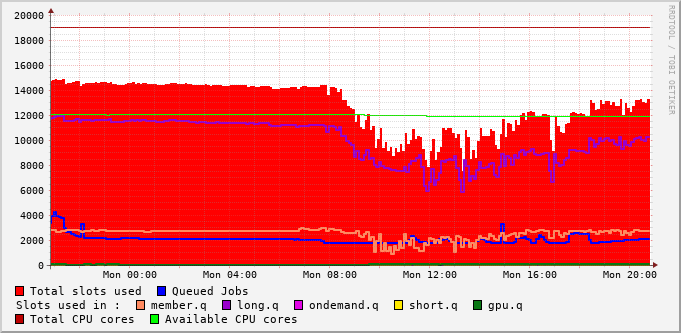 20000
18000
16000
14000
12000
10000
8000
6000
4000
2000
0
Mon 00:00 Mon 04:00 Mon 08:00 Mon 12:00 Mon 16:00 Mon 20:00
RRDTOOL / TOBI OETIKER
Total slots used Queued Jobs
Slots used in : member.q long.q ondemand.q short.q gpu.q
Total CPU cores Available CPU cores